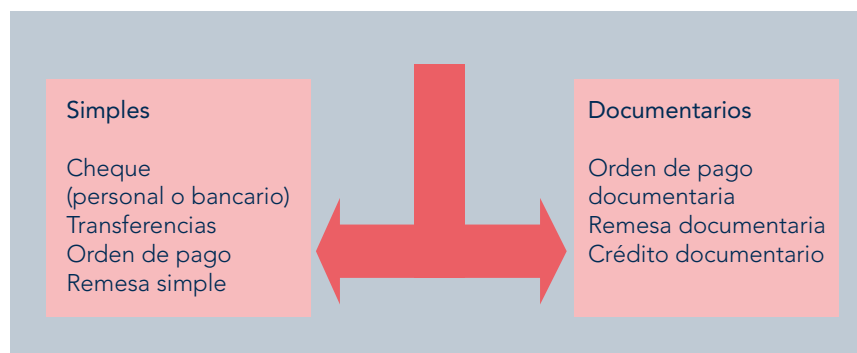 Simples
Cheque
(personal o bancario)
Transferencias
Orden de pago
Remesa simple
Documentarios
Orden de pago
documentaria
Remesa documentaria
Crédito documentario